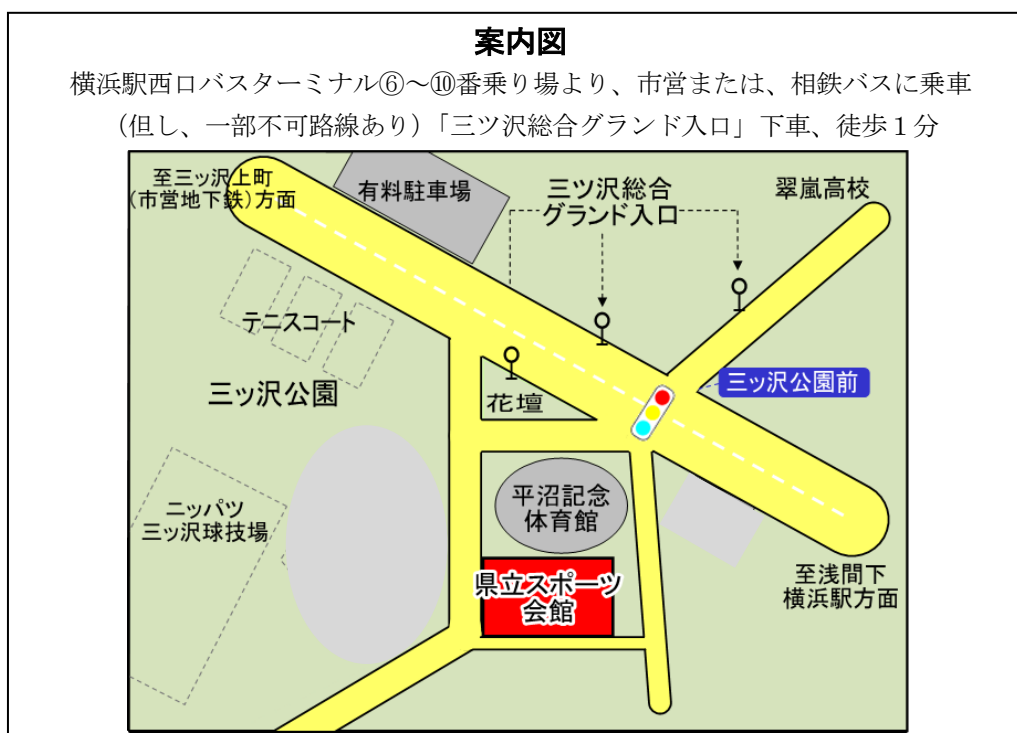 案内図
横浜駅西口バスターミナル⑥～⑩番乗り場より、市営または、相鉄バスに乗車
（但し、一部不可路線あり）「三ツ沢総合グランド入口」下車、徒歩１分
至三ッ沢上町
(市営地下鉄)方面
有料駐車場
三ツ沢総合
グランド入口
翠嵐高校
テニスコート
三ッ沢公園
花壇
三ッ沢公園前
ニッパツ
三ッ沢球技場
平沼記念
体育館
県立スポーツ
会館
至浅間下
横浜駅方面